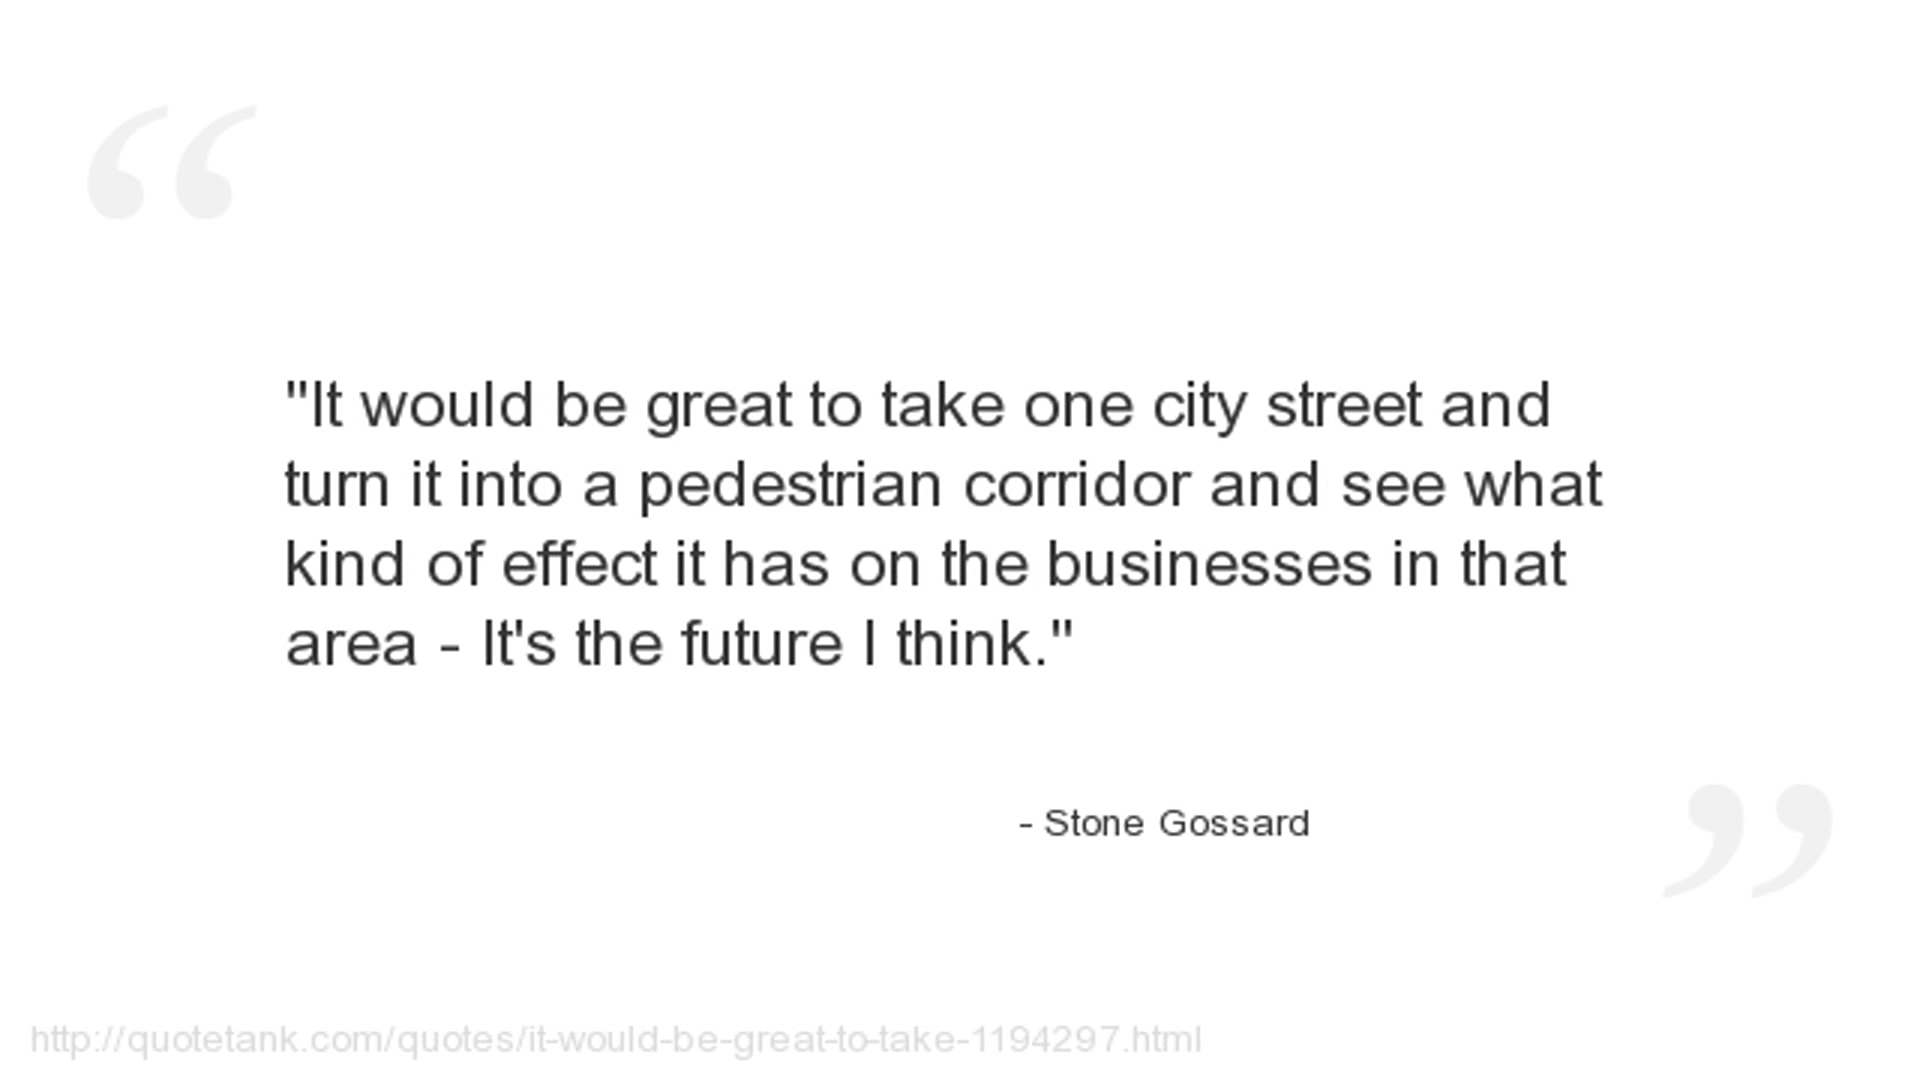 "It would be great to take one city street and
turn it into a pedestrian corridor and see what
kind of effect it has on the businesses in that
area - It's the future I think."
- Stone Gossard
http://quotetank.com/quotes/it-would-be-great-to-take-1194297.html